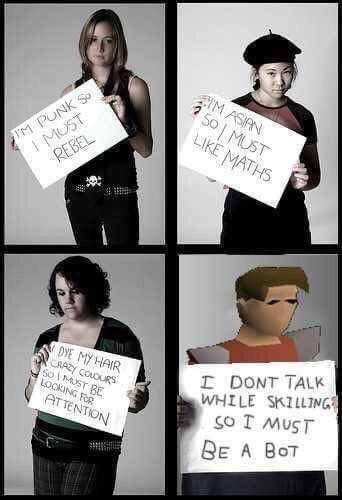 I'M PUNK SO
I MUST
REBEL
I'M ASIAN
SO I MUST
LIKE MATHS
I DYE MY HAIR
CRAZY COLOURS
SO I MUST BE
LOOKING FOR
ATTENTION
I DONT TALK
WHILE SKILLING
SO I MUST
BE A BOT